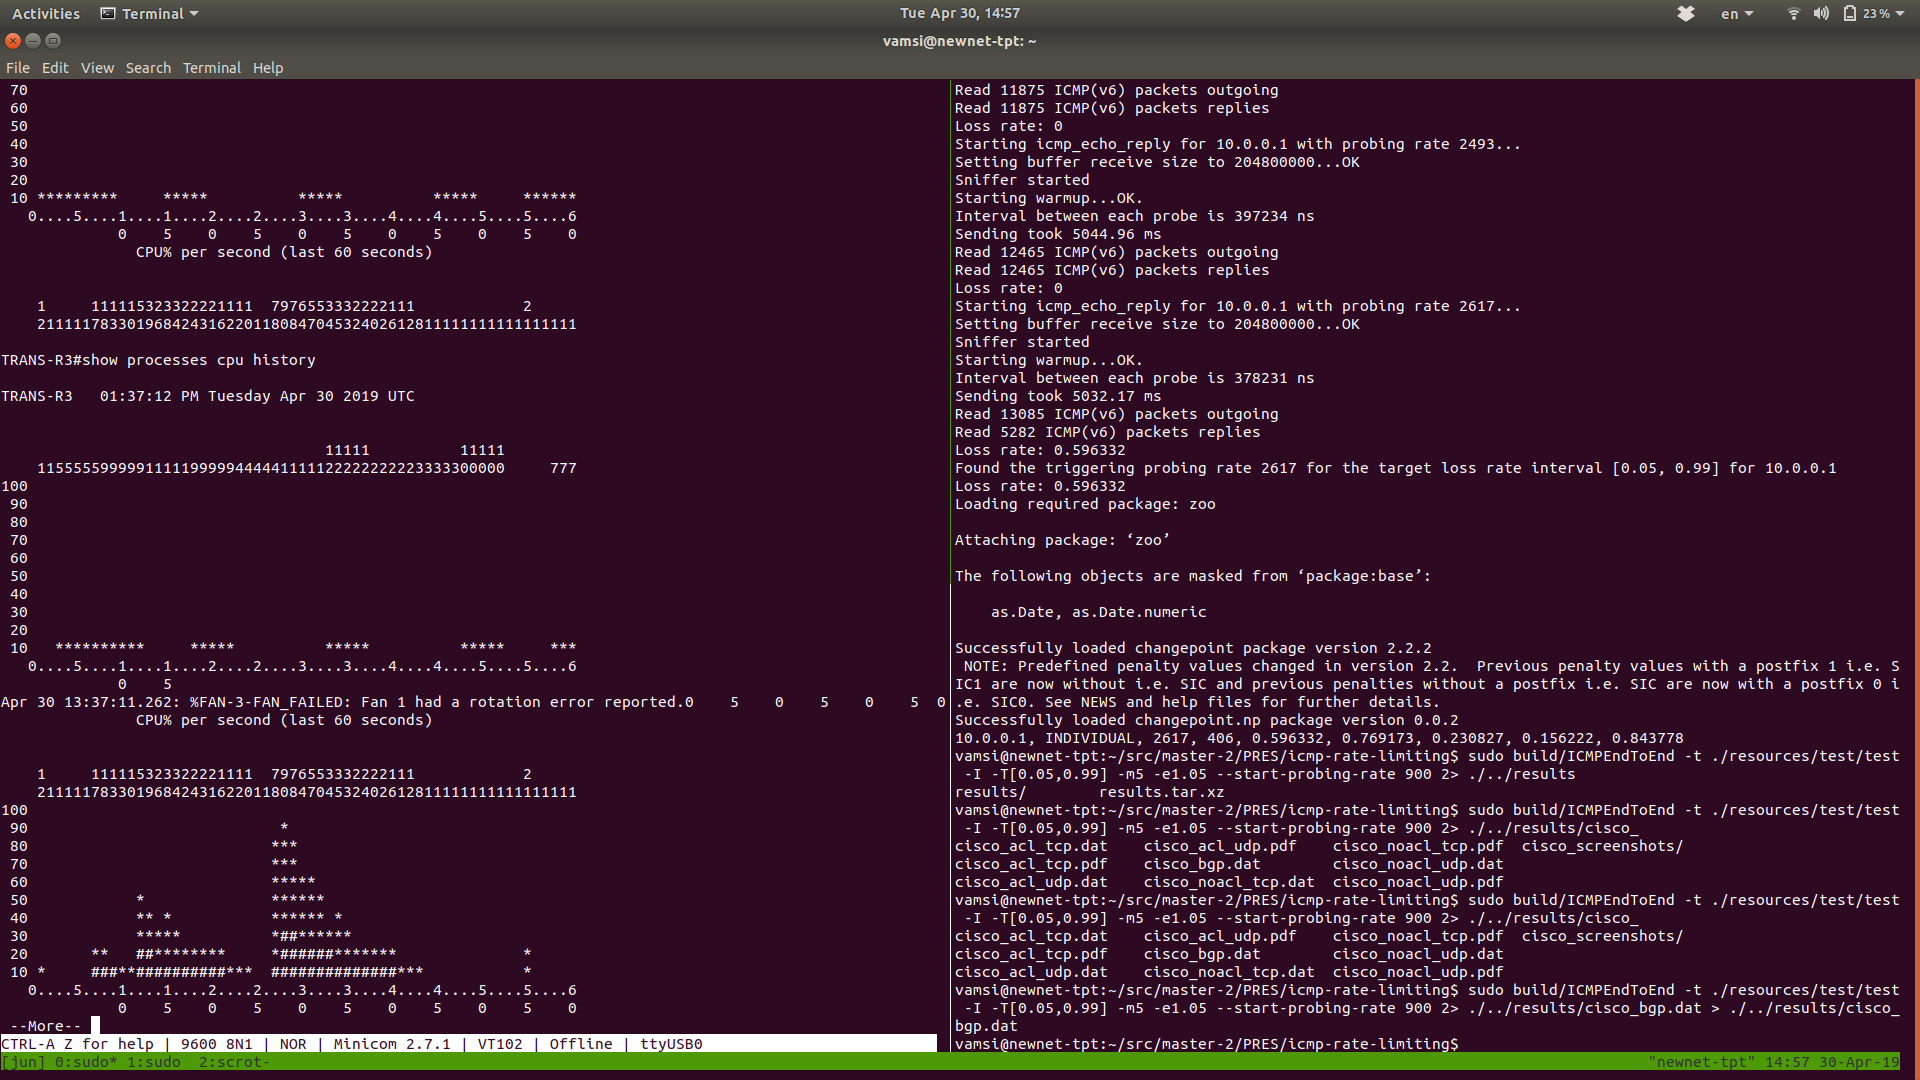 Activities Terminal Tue Apr 30, 14:57 en 23 %
vamsi@newnet-tpt: ~
File Edit View Search Terminal Help
 70
 60
 50
 40
 30
 20
 10 *********     *****          *****          *****     ******
   0....5....1....1....2....2....3....3....4....4....5....5....6
             0    5    0    5    0    5    0    5    0    5    0
               CPU% per second (last 60 seconds)
    1     111115323322221111  7976553332222111            2
    211111783301968424316220118084704532402612811111111111111111
TRANS-R3#show processes cpu history
TRANS-R3   01:37:12 PM Tuesday Apr 30 2019 UTC
                                    11111          11111
    1155555999991111199999444441111122222222223333300000     777
100
 90
 80
 70
 60
 50
 40
 30
 20
 10   **********     *****          *****          *****     ***
   0....5....1....1....2....2....3....3....4....4....5....5....6
             0    5
Apr 30 13:37:11.262: %FAN-3-FAN_FAILED: Fan 1 had a rotation error reported.0    5    0    5    0    5  0
               CPU% per second (last 60 seconds)
    1     111115323322221111  7976553332222111            2
    211111783301968424316220118084704532402612811111111111111111
100
 90                            *
 80                           ***
 70                           ***
 60                           *****
 50            *              ******
 40            ** *           ****** *
 30            *****          *##******
 20       **   ##********     *######*******              *
 10 *     ###**##########***  ##############***           *
   0....5....1....1....2....2....3....3....4....4....5....5....6
             0    5    0    5    0    5    0    5    0    5    0
 --More--
CTRL-A Z for help | 9600 8N1 | NOR | Minicom 2.7.1 | VT102 | Offline | ttyUSB0
Read 11875 ICMP(v6) packets outgoing
Read 11875 ICMP(v6) packets replies
Loss rate: 0
Starting icmp_echo_reply for 10.0.0.1 with probing rate 2493...
Setting buffer receive size to 204800000...OK
Sniffer started
Starting warmup...OK.
Interval between each probe is 397234 ns
Sending took 5044.96 ms
Read 12465 ICMP(v6) packets outgoing
Read 12465 ICMP(v6) packets replies
Loss rate: 0
Starting icmp_echo_reply for 10.0.0.1 with probing rate 2617...
Setting buffer receive size to 204800000...OK
Sniffer started
Starting warmup...OK.
Interval between each probe is 378231 ns
Sending took 5032.17 ms
Read 13085 ICMP(v6) packets outgoing
Read 5282 ICMP(v6) packets replies
Loss rate: 0.596332
Found the triggering probing rate 2617 for the target loss rate interval [0.05, 0.99] for 10.0.0.1
Loss rate: 0.596332
Loading required package: zoo
Attaching package: ‘zoo’
The following objects are masked from ‘package:base’:
    as.Date, as.Date.numeric
Successfully loaded changepoint package version 2.2.2
 NOTE: Predefined penalty values changed in version 2.2.  Previous penalty values with a postfix 1 i.e. S
IC1 are now without i.e. SIC and previous penalties without a postfix i.e. SIC are now with a postfix 0 i
.e. SIC0. See NEWS and help files for further details.
Successfully loaded changepoint.np package version 0.0.2
10.0.0.1, INDIVIDUAL, 2617, 406, 0.596332, 0.769173, 0.230827, 0.156222, 0.843778
vamsi@newnet-tpt:~/src/master-2/PRES/icmp-rate-limiting$ sudo build/ICMPEndToEnd -t ./resources/test/test
 -I -T[0.05,0.99] -m5 -e1.05 --start-probing-rate 900 2> ./../results
results/        results.tar.xz
vamsi@newnet-tpt:~/src/master-2/PRES/icmp-rate-limiting$ sudo build/ICMPEndToEnd -t ./resources/test/test
 -I -T[0.05,0.99] -m5 -e1.05 --start-probing-rate 900 2> ./../results/cisco_
cisco_acl_tcp.dat    cisco_acl_udp.pdf    cisco_noacl_tcp.pdf  cisco_screenshots/
cisco_acl_tcp.pdf    cisco_bgp.dat        cisco_noacl_udp.dat
cisco_acl_udp.dat    cisco_noacl_tcp.dat  cisco_noacl_udp.pdf
vamsi@newnet-tpt:~/src/master-2/PRES/icmp-rate-limiting$ sudo build/ICMPEndToEnd -t ./resources/test/test
 -I -T[0.05,0.99] -m5 -e1.05 --start-probing-rate 900 2> ./../results/cisco_
cisco_acl_tcp.dat    cisco_acl_udp.pdf    cisco_noacl_tcp.pdf  cisco_screenshots/
cisco_acl_tcp.pdf    cisco_bgp.dat        cisco_noacl_udp.dat
cisco_acl_udp.dat    cisco_noacl_tcp.dat  cisco_noacl_udp.pdf
vamsi@newnet-tpt:~/src/master-2/PRES/icmp-rate-limiting$ sudo build/ICMPEndToEnd -t ./resources/test/test
 -I -T[0.05,0.99] -m5 -e1.05 --start-probing-rate 900 2> ./../results/cisco_bgp.dat > ./../results/cisco_
bgp.dat
vamsi@newnet-tpt:~/src/master-2/PRES/icmp-rate-limiting$
[jun] 0:sudo* 1:sudo  2:scrot- "newnet-tpt" 14:57 30-Apr-19